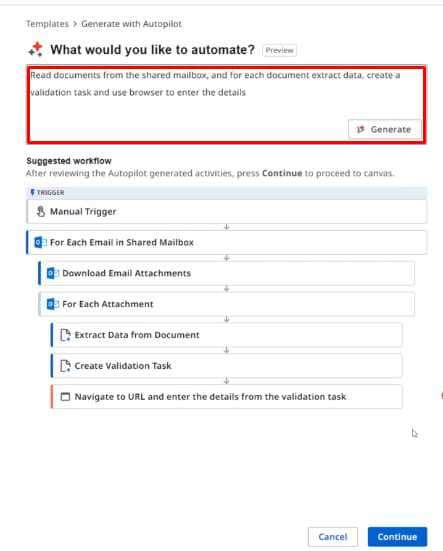 Templates > Generate with Autopilot
What would you like to automate? Preview
Read documents from the shared mailbox, and for each document extract data, create a
validation task and use browser to enter the details
Generate
Suggested workflow
After reviewing the Autopilot generated activities, press Continue to proceed to canvas.
TRIGGER
Manual Trigger
For Each Email in Shared Mailbox
Download Email Attachments
For Each Attachment
Extract Data from Document
Create Validation Task
Navigate to URL and enter the details from the validation task
Cancel Continue